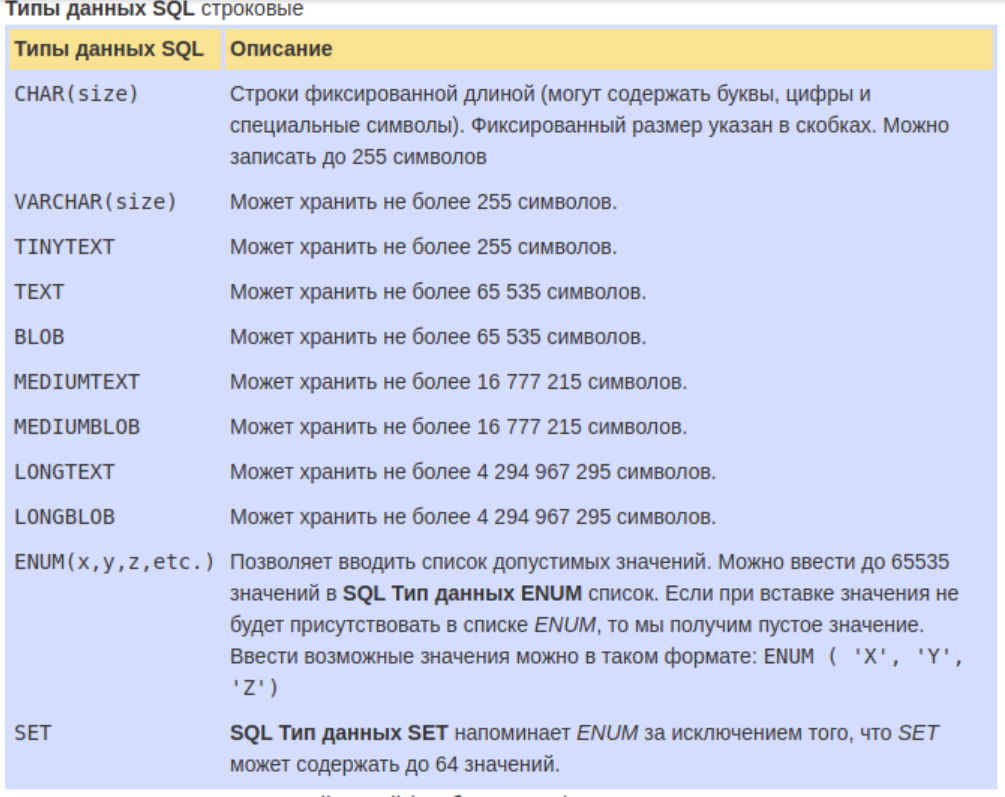 Типы данных SQL строковые
Типы данных SQL Описание
CHAR(size) Строки фиксированной длиной (могут содержать буквы, цифры и
специальные символы). Фиксированный размер указан в скобках. Можно
записать до 255 символов
VARCHAR(size) Может хранить не более 255 символов.
TINYTEXT Может хранить не более 255 символов.
TEXT Может хранить не более 65 535 символов.
BLOB Может хранить не более 65 535 символов.
MEDIUMTEXT Может хранить не более 16 777 215 символов.
MEDIUMBLOB Может хранить не более 16 777 215 символов.
LONGTEXT Может хранить не более 4 294 967 295 символов.
LONGBLOB Может хранить не более 4 294 967 295 символов.
ENUM(x,y,z,etc.) Позволяет вводить список допустимых значений. Можно ввести до 65535
значений в SQL Тип данных ENUM список. Если при вставке значения не
будет присутствовать в списке ENUM, то мы получим пустое значение.
Ввести возможные значения можно в таком формате: ENUM ( 'X', 'Y',
'Z')
SET SQL Тип данных SET напоминает ENUM за исключением того, что SET
может содержать до 64 значений.